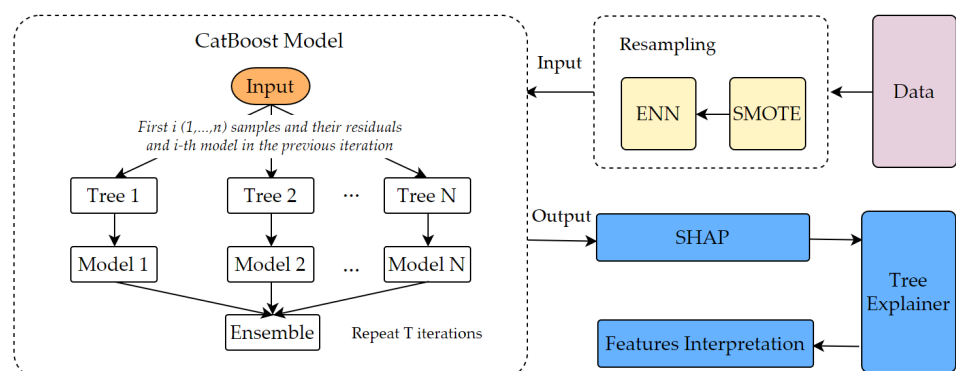 CatBoost Model
Input
First i (1,...,n) samples and their residuals
and i-th model in the previous iteration
Tree 1
Tree 2
...
Tree N
Model 1
Model 2
...
Model N
Ensemble
Repeat T iterations
Input
Resampling
ENN
SMOTE
Data
Output
SHAP
Tree
Explainer
Features Interpretation